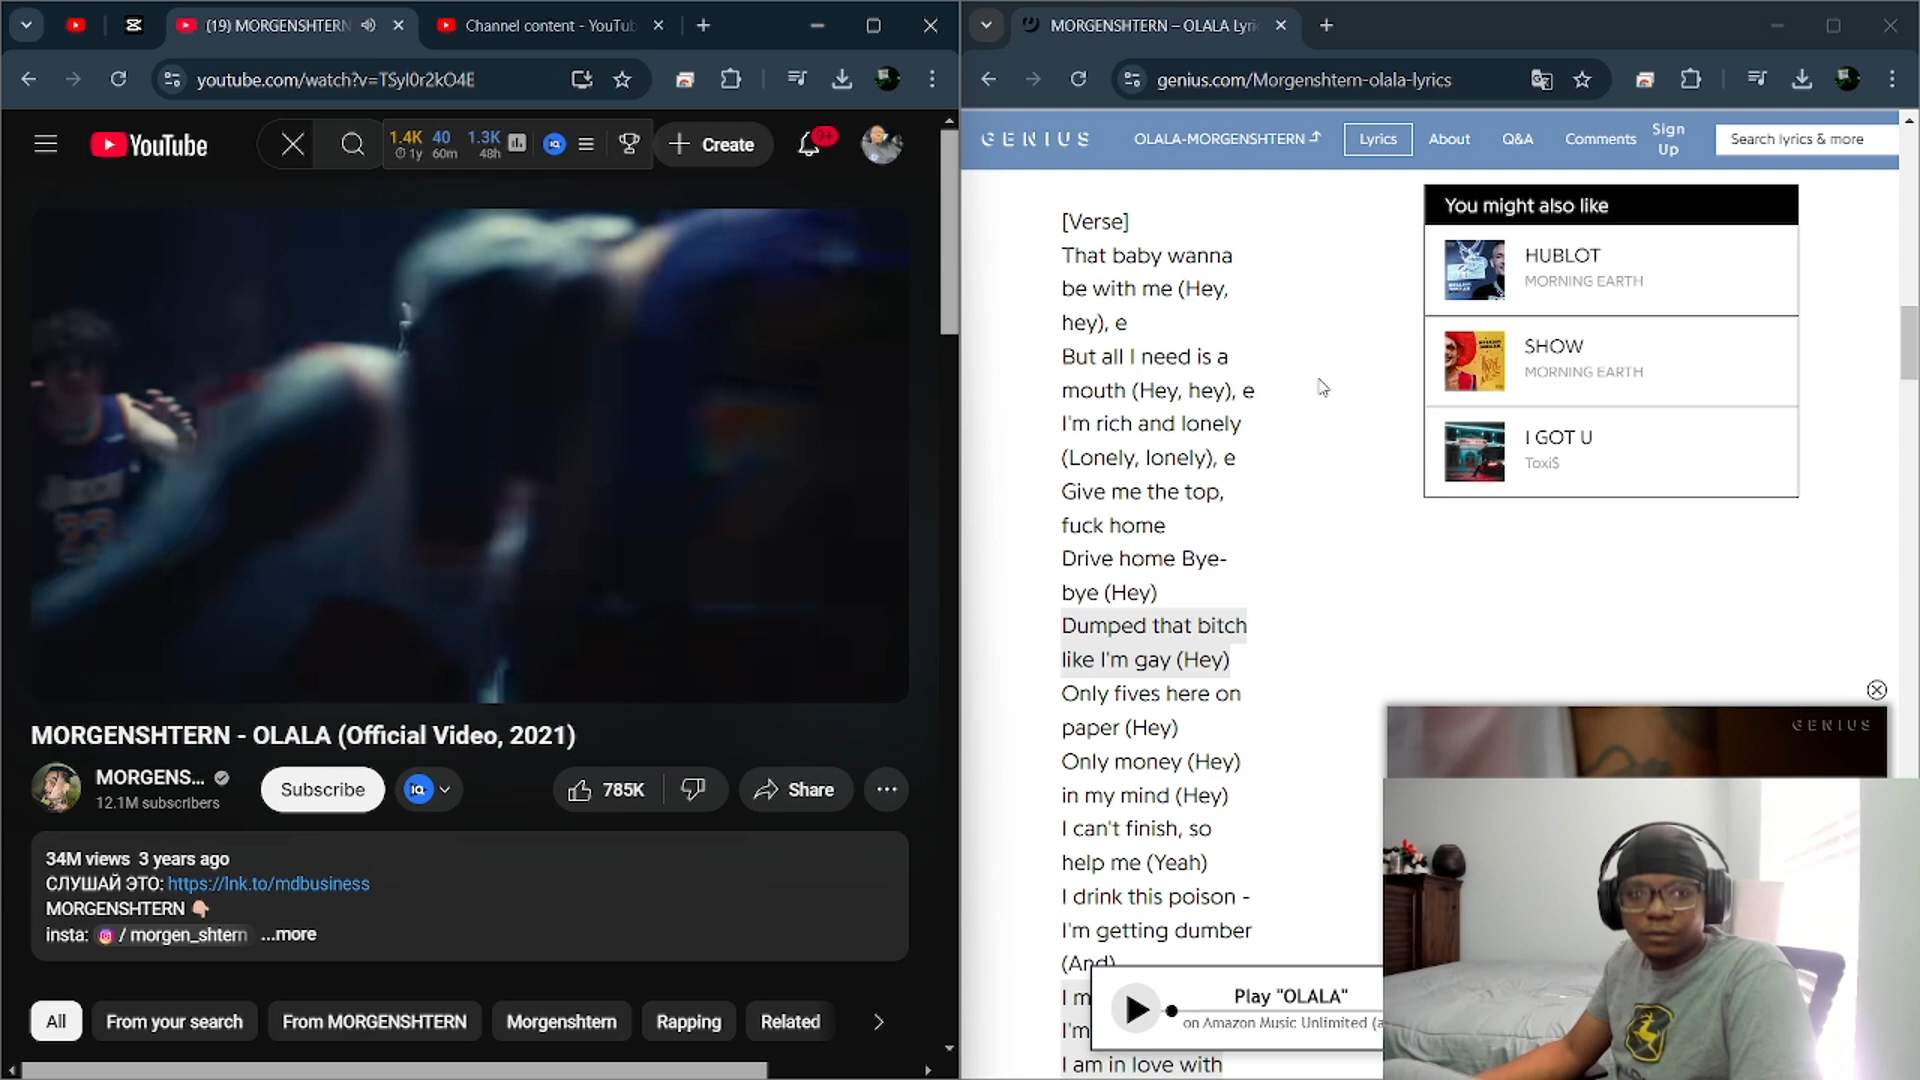 (19) MORGENSHTERN
Channel content - YouTub
youtube.com/watch?v=TSyI0r2kO4E
YouTube
1.4K 40 1.3K
1y 60m 48h
IQ
Create
9+
MORGENSHTERN - OLALA (Official Video, 2021)
MORGENS...
12.1M subscribers
Subscribe
IQ
785K
Share
34M views 3 years ago
СЛУШАЙ ЭТО: https://lnk.to/mdbusiness
MORGENSHTERN
insta: / morgen_shtern ...more
All
From your search
From MORGENSHTERN
Morgenshtern
Rapping
Related
MORGENSHTERN – OLALA Lyri
genius.com/Morgenshtern-olala-lyrics
GENIUS
OLALA-MORGENSHTERN
Lyrics
About
Q&A
Comments
Sign
Up
Search lyrics & more
[Verse]
That baby wanna
be with me (Hey,
hey), e
But all I need is a
mouth (Hey, hey), e
I'm rich and lonely
(Lonely, lonely), e
Give me the top,
fuck home
Drive home Bye-
bye (Hey)
Dumped that bitch
like I'm gay (Hey)
Only fives here on
paper (Hey)
Only money (Hey)
in my mind (Hey)
I can't finish, so
help me (Yeah)
I drink this poison -
I'm getting dumber
(And)
I m
I'm
I am in love with
You might also like
HUBLOT
MORNING EARTH
SHOW
MORNING EARTH
I GOT U
Toxi$
GENIUS
Play "OLALA"
on Amazon Music Unlimited (a
33